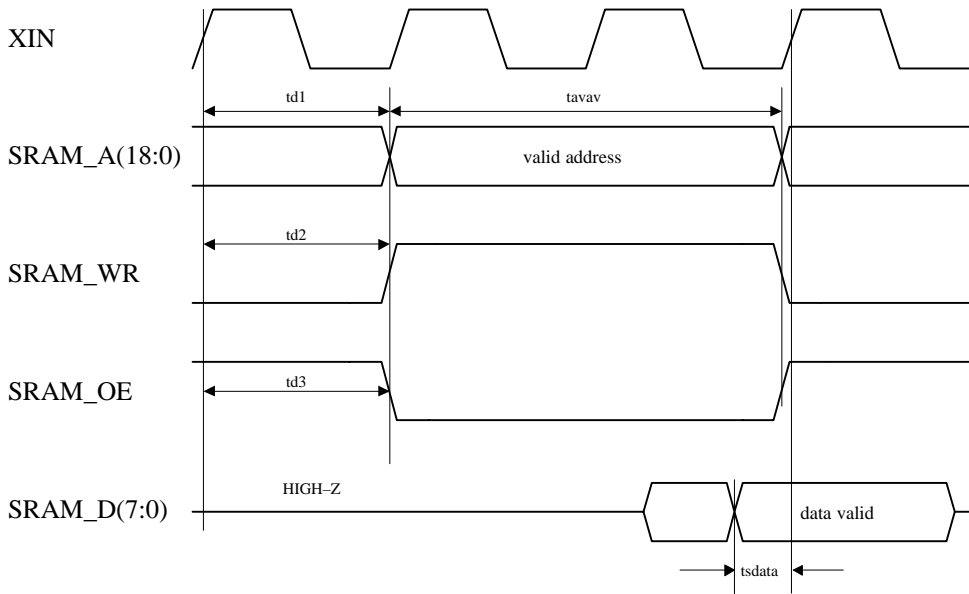 XIN
td1
tavav
SRAM_A(18:0)
valid address
td2
SRAM_WR
SRAM_OE
td3
HIGH–Z
SRAM_D(7:0)
data valid
tsdata